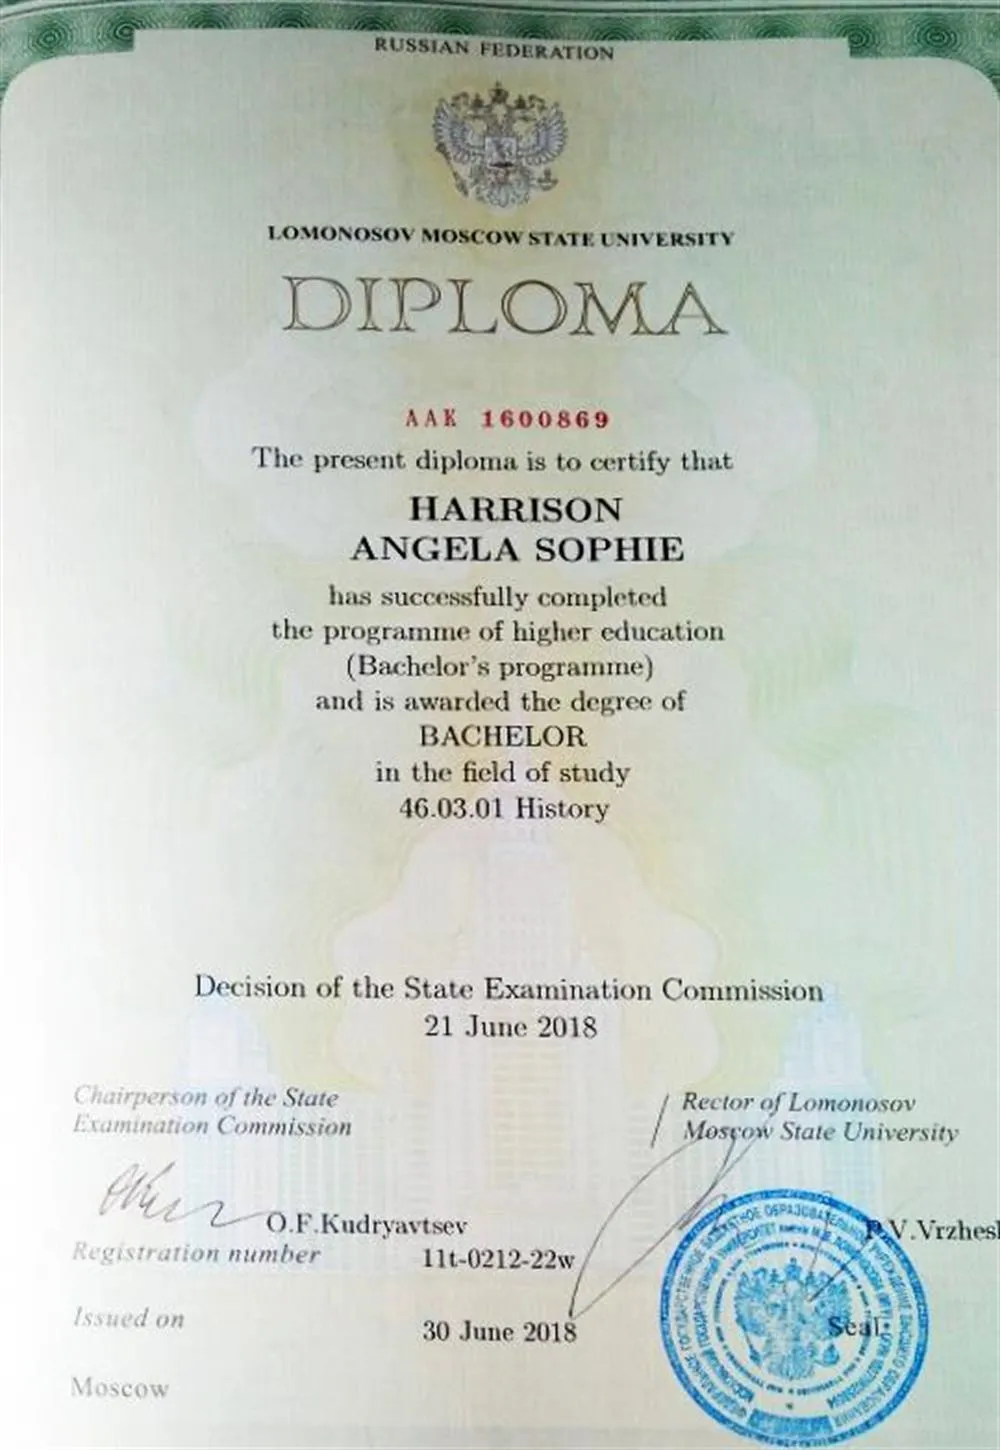 RUSSIAN FEDERATION
LOMONOSOV MOSCOW STATE UNIVERSITY
DIPLOMA
AAK 1600869
The present diploma is to certify that
HARRISON
ANGELA SOPHIE
has successfully completed
the programme of higher education
(Bachelor's programme)
and is awarded the degree of
BACHELOR
in the field of study
46.03.01 History
Decision of the State Examination Commission
21 June 2018
Chairperson of the State
Examination Commission
Rector of Lomonosov
Moscow State University
O.F.Kudryavtsev
P.V.Vrzhesl
Registration number
11t-0212-22w
Issued on
30 June 2018
Seal:
Moscow